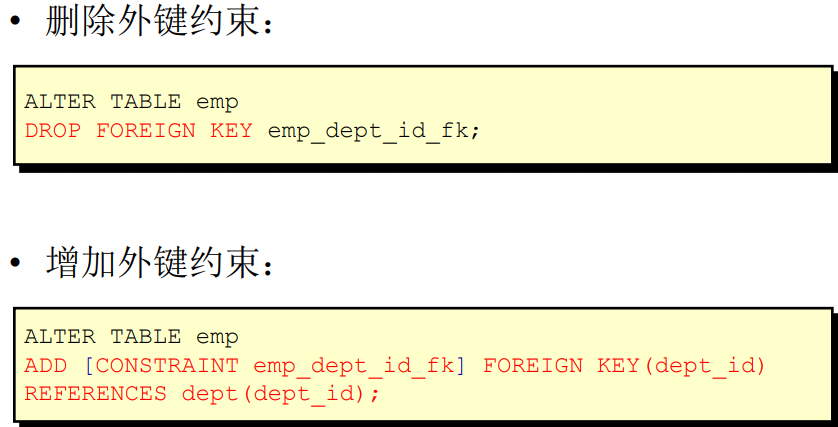 • 删除外键约束：
ALTER TABLE emp
DROP FOREIGN KEY emp_dept_id_fk;
• 增加外键约束：
ALTER TABLE emp
ADD [CONSTRAINT emp_dept_id_fk] FOREIGN KEY(dept_id)
REFERENCES dept(dept_id);